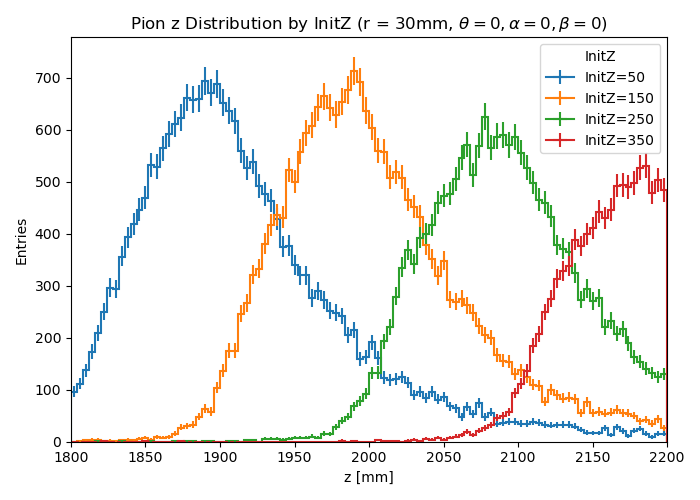 Pion z Distribution by InitZ (r = 30mm, θ = 0, α = 0, β = 0)
Entries
700
600
500
400
300
200
100
0
InitZ
InitZ=50
InitZ=150
InitZ=250
InitZ=350
1800 1850 1900 1950 2000 2050 2100 2150 2200
z [mm]